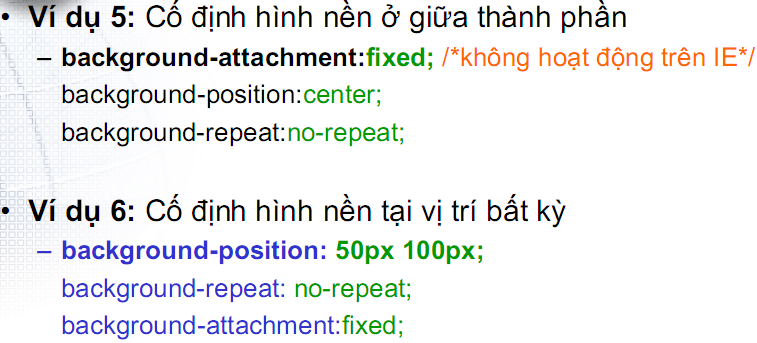 • Ví dụ 5: Cố định hình nền ở giữa thành phần
– background-attachment:fixed; /*không hoạt động trên IE*/
background-position:center;
background-repeat:no-repeat;
• Ví dụ 6: Cố định hình nền tại vị trí bất kỳ
– background-position: 50px 100px;
background-repeat: no-repeat;
background-attachment:fixed;